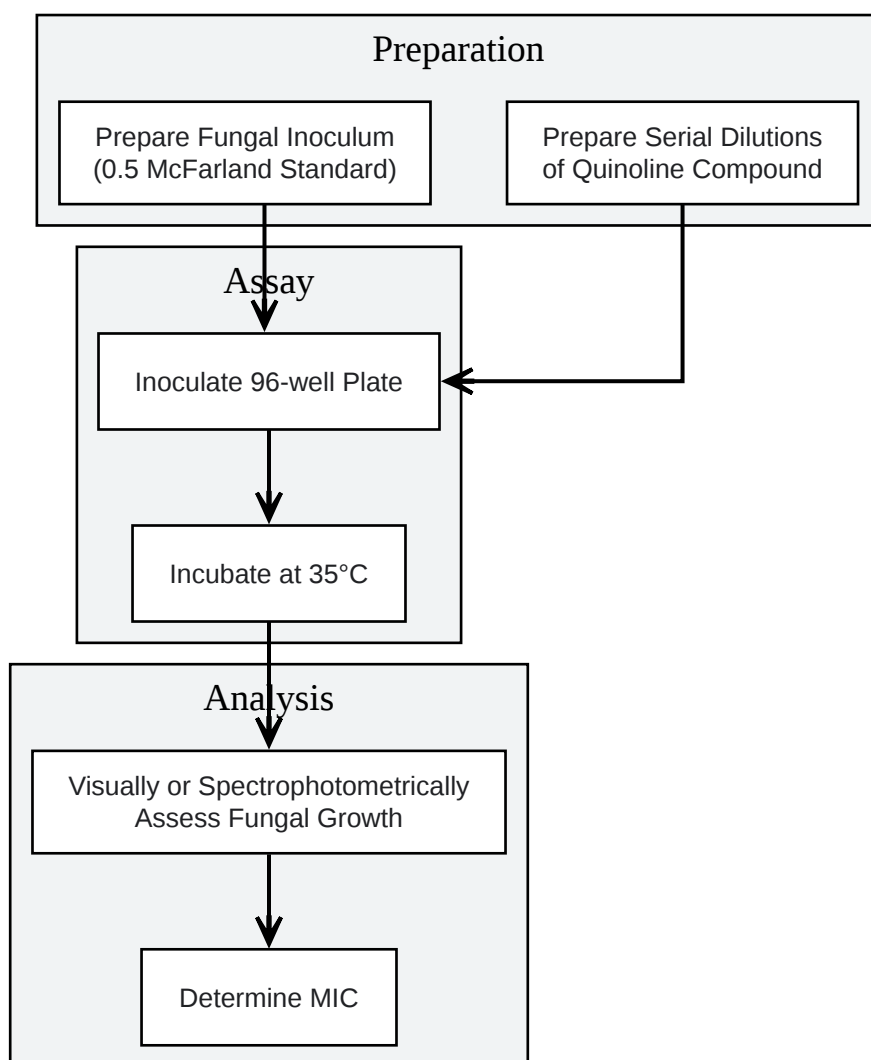 Preparation
Prepare Fungal Inoculum
(0.5 McFarland Standard)
Prepare Serial Dilutions
of Quinoline Compound
Assay
Inoculate 96-well Plate
Incubate at 35°C
Analysis
Visually or Spectrophotometrically
Assess Fungal Growth
Determine MIC